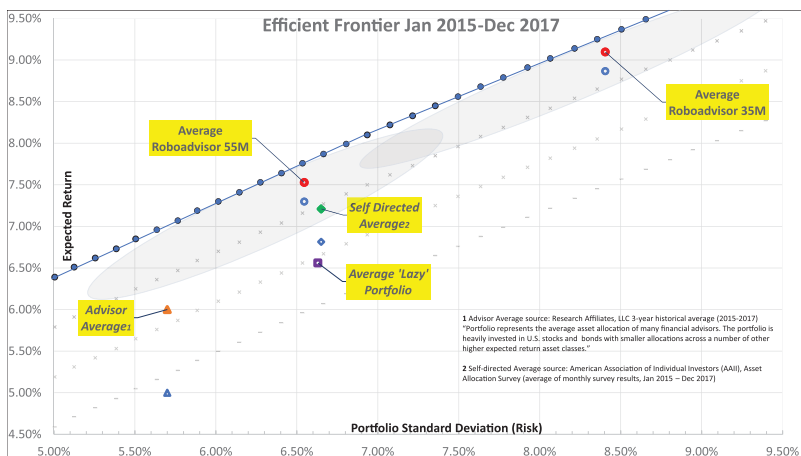 Efficient Frontier Jan 2015-Dec 2017
9.50%
9.00%
8.50%
8.00%
7.50%
7.00%
6.50%
6.00%
5.50%
5.00%
4.50%
Expected Return
Average
Roboadvisor 35M
Average
Roboadvisor 55M
Self Directed
Average2
Average 'Lazy'
Portfolio
Advisor
Average1
1 Advisor Average source: Research Affiliates, LLC 3-year historical average (2015-2017)
"Portfolio represents the average asset allocation of many financial advisors. The portfolio is
heavily invested in U.S. stocks and bonds with smaller allocations across a number of other
higher expected return asset classes."
2 Self-directed Average source: American Association of Individual Investors (AAII), Asset
Allocation Survey (average of monthly survey results, Jan 2015 – Dec 2017)
Portfolio Standard Deviation (Risk)
5.00% 5.50% 6.00% 6.50% 7.00% 7.50% 8.00% 8.50% 9.00% 9.50%